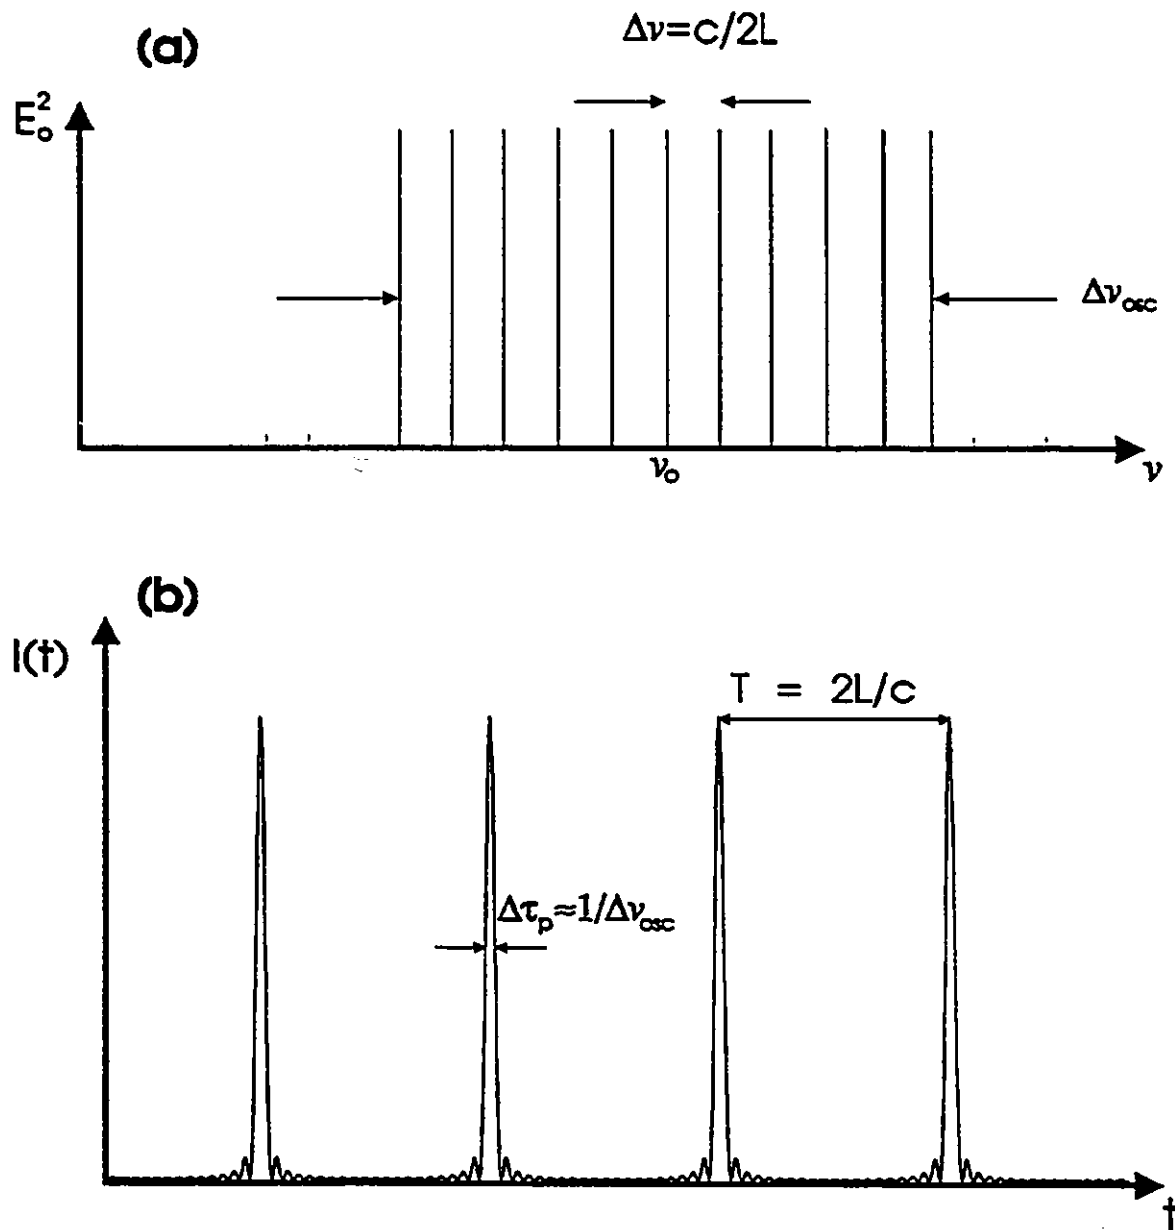 (a)
Δν=c/2L
E₀²
Δν_osc
ν₀
ν
(b)
I(t)
T = 2L/c
Δτ_p≈1/Δν_osc
t